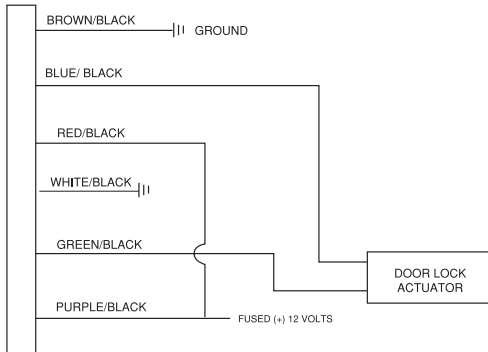 BROWN/BLACK
GROUND
BLUE/ BLACK
RED/BLACK
WHITE/BLACK
GREEN/BLACK
DOOR LOCK
ACTUATOR
PURPLE/BLACK
FUSED (+) 12 VOLTS